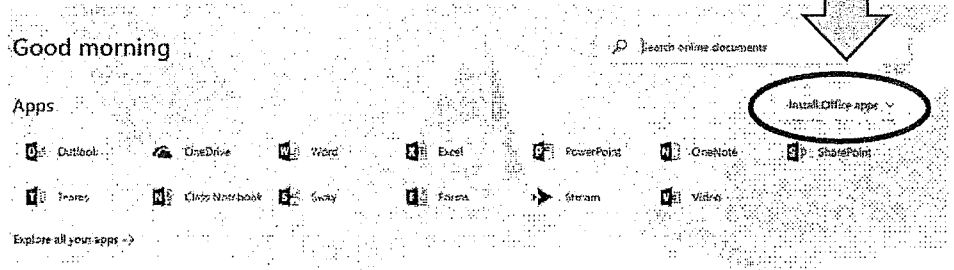 Good morning
Search online documents
Apps
Install Office apps
Outlook OneDrive Word Excel PowerPoint OneNote SharePoint
Teams Class Notebook Sway Forms Stream Video
Explore all your apps →